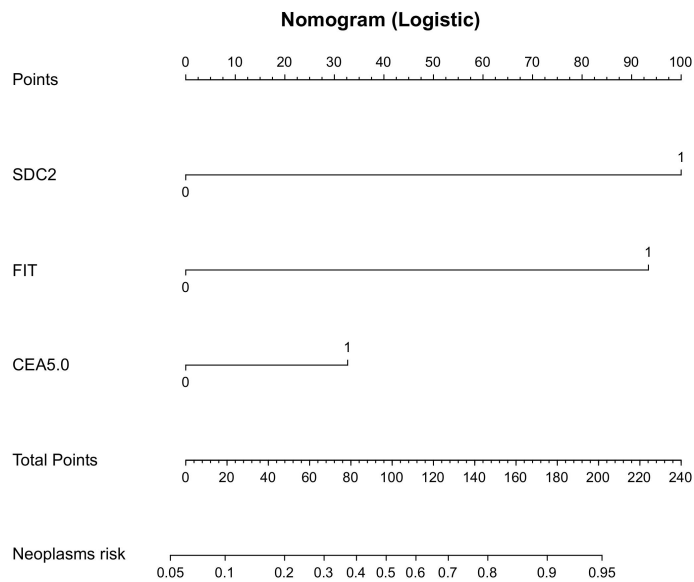 Nomogram (Logistic)
Points 0 10 20 30 40 50 60 70 80 90 100
1
SDC2
0
1
FIT
0
1
CEA5.0
0
Total Points
0 20 40 60 80 100 120 140 160 180 200 220 240
Neoplasms risk
0.05 0.1 0.2 0.3 0.4 0.5 0.6 0.7 0.8 0.9 0.95